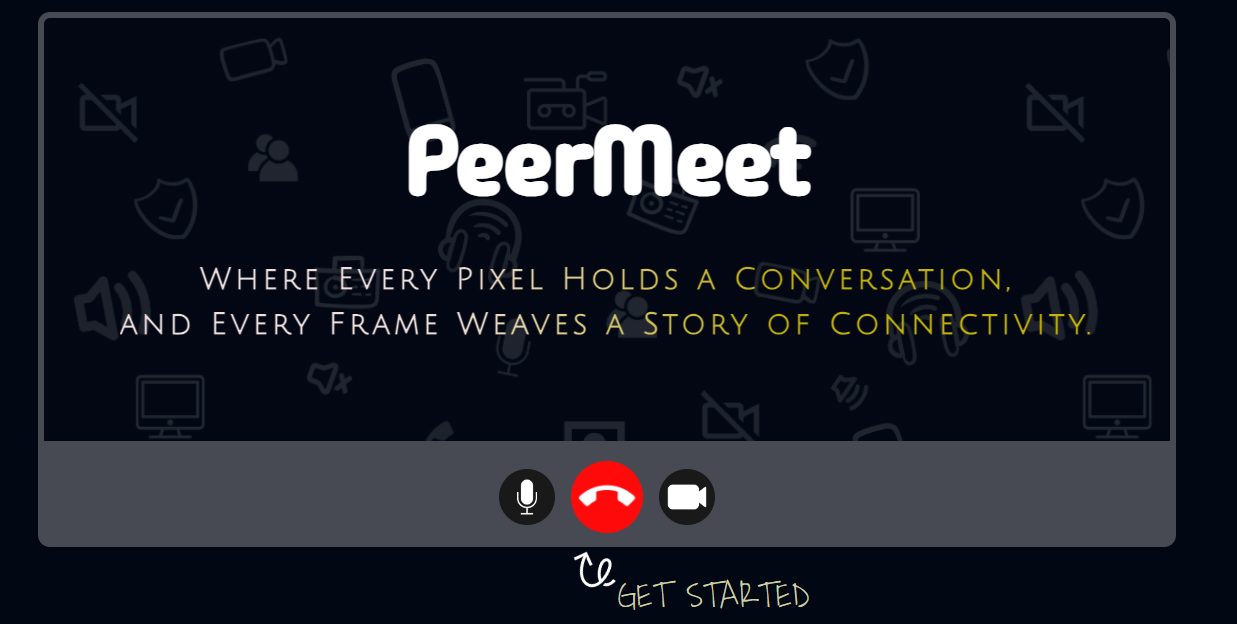 PeerMeet
Where Every Pixel Holds a Conversation,
and Every Frame Weaves a Story of Connectivity.
GET STARTED